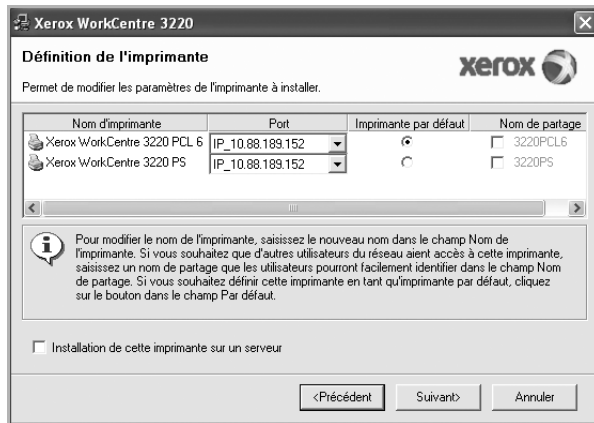 Xerox WorkCentre 3220
Définition de l'imprimante
Permet de modifier les paramètres de l'imprimante à installer.
xerox
Nom d'imprimante Port Imprimante par défaut Nom de partage
Xerox WorkCentre 3220 PCL 6 IP_10.88.189.152 3220PCL6
Xerox WorkCentre 3220 PS IP_10.88.189.152 3220PS
Pour modifier le nom de l'imprimante, saisissez le nouveau nom dans le champ Nom de
l'imprimante. Si vous souhaitez que d'autres utilisateurs du réseau aient accès à cette imprimante,
saisissez un nom de partage que les utilisateurs pourront facilement identifier dans le champ Nom
de partage. Si vous souhaitez définir cette imprimante en tant qu'imprimante par défaut, cliquez
sur le bouton dans le champ Par défaut.
Installation de cette imprimante sur un serveur
<Précédent Suivant> Annuler